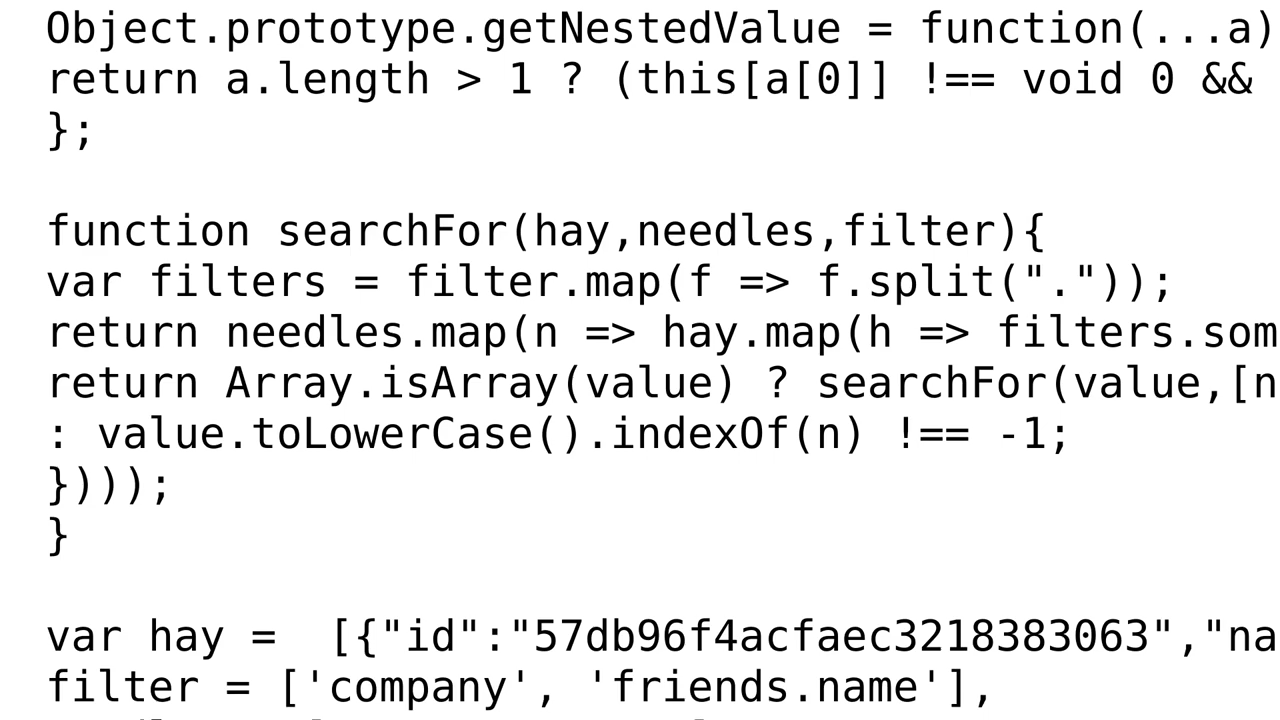 Object.prototype.getNestedValue = function(...a)
return a.length > 1 ? (this[a[0]] !== void 0 &&
};
function searchFor(hay,needles,filter){
var filters = filter.map(f => f.split("."));
return needles.map(n => hay.map(h => filters.som
return Array.isArray(value) ? searchFor(value,[n
: value.toLowerCase().indexOf(n) !== -1;
})));
}
var hay =  [{"id":"57db96f4acfaec3218383063","na
filter = ['company', 'friends.name'],